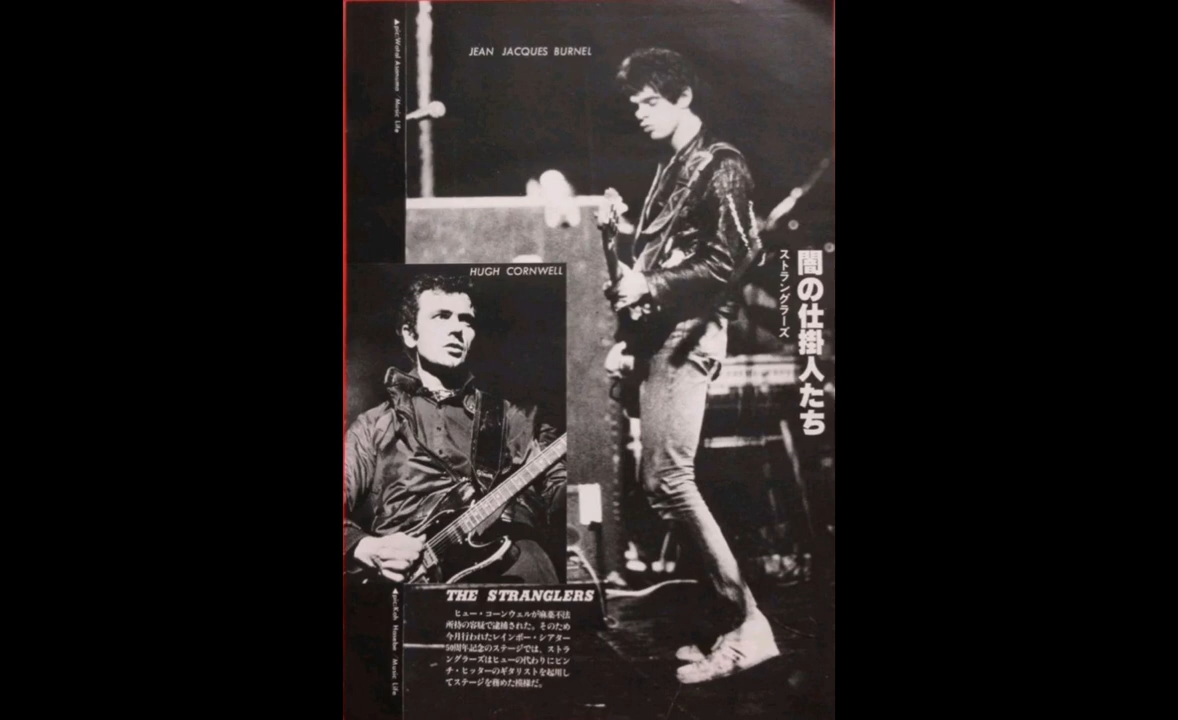 ▲pic:Watal Asanuma / Music Life
JEAN JACQUES BURNEL
闇の仕掛人たち
ストラングラーズ
HUGH CORNWELL
THE STRANGLERS
ヒュー・コーンウェルが麻薬不法
所持の容疑で逮捕された。そのため
今月行われたレインボー・シアター
50周年記念のステージでは、ストラ
ングラーズはヒューの代わりにピン
チ・ヒッターのギタリストを起用し
てステージを務めた模様だ。
▲pic:Koh Hasebe / Music Life